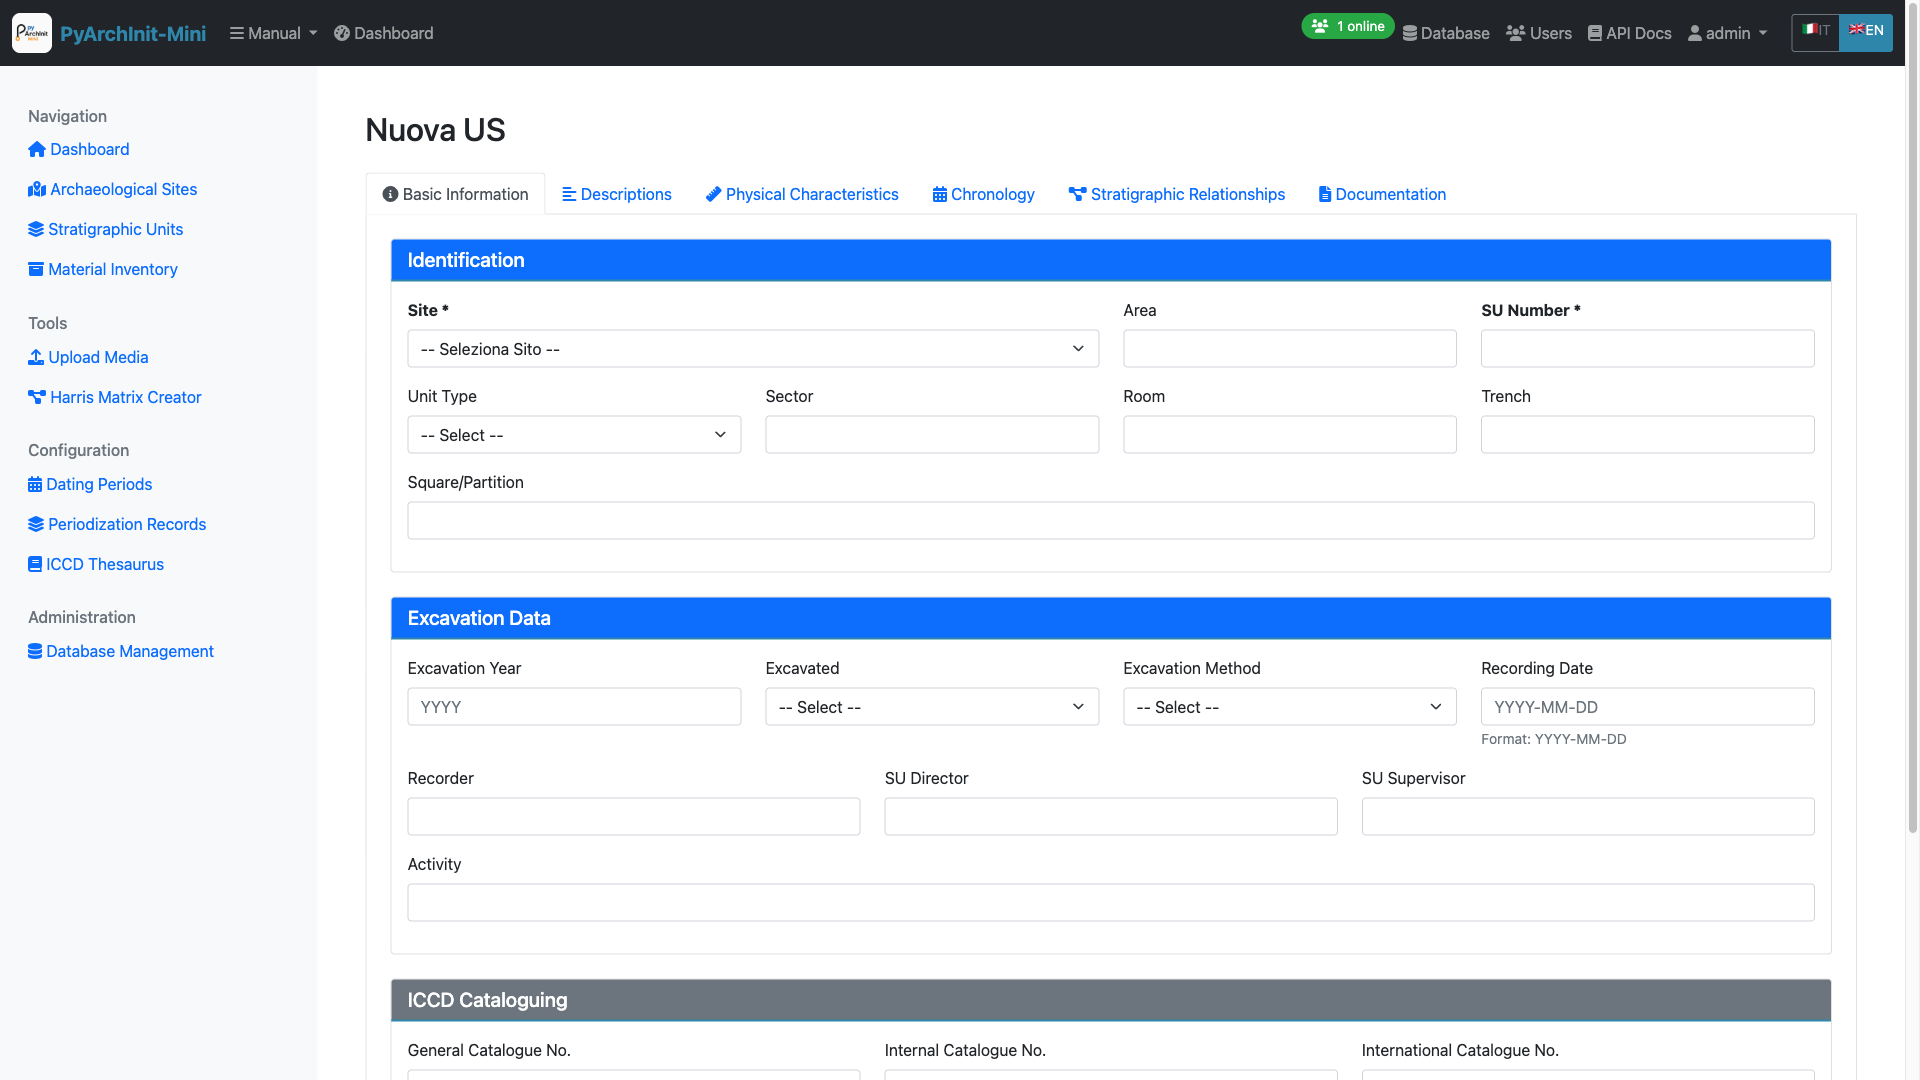 PyArchInit-Mini
Manual
Dashboard
1 online
Database
Users
API Docs
admin
IT
EN
Navigation
Dashboard
Archaeological Sites
Stratigraphic Units
Material Inventory
Tools
Upload Media
Harris Matrix Creator
Configuration
Dating Periods
Periodization Records
ICCD Thesaurus
Administration
Database Management
Nuova US
Basic Information
Descriptions
Physical Characteristics
Chronology
Stratigraphic Relationships
Documentation
Identification
Site *
Area
SU Number *
-- Seleziona Sito --
Unit Type
Sector
Room
Trench
-- Select --
Square/Partition
Excavation Data
Excavation Year
Excavated
Excavation Method
Recording Date
YYYY
-- Select --
-- Select --
YYYY-MM-DD
Format: YYYY-MM-DD
Recorder
SU Director
SU Supervisor
Activity
ICCD Cataloguing
General Catalogue No.
Internal Catalogue No.
International Catalogue No.